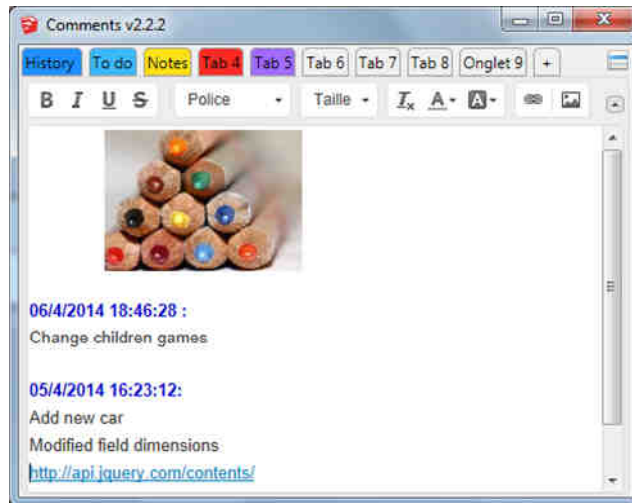 Comments v2.2.2
History To do Notes Tab 4 Tab 5 Tab 6 Tab 7 Tab 8 Onglet 9 +
B I U S Police Taille Ix A A
06/4/2014 18:46:28 :
Change children games
05/4/2014 16:23:12:
Add new car
Modified field dimensions
http://api.jquery.com/contents/